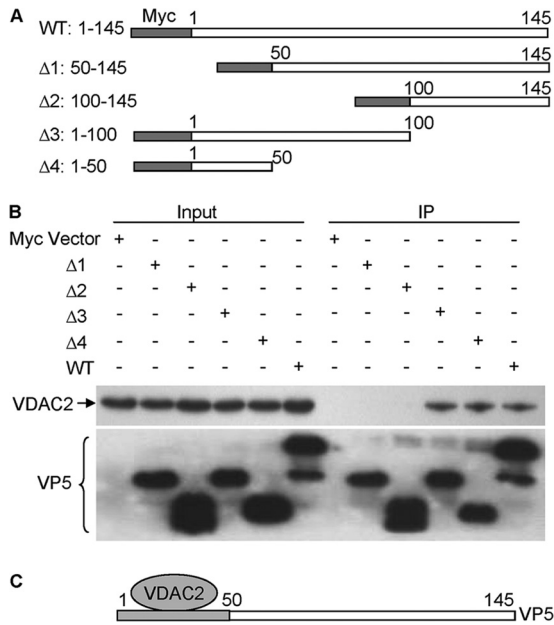 A
Myc 1 145
WT: 1-145
50 145
Δ1: 50-145
100 145
Δ2: 100-145
1 100
Δ3: 1-100
1 50
Δ4: 1-50
B
Input IP
Myc Vector + - - - - - + - - - - -
Δ1 - + - - - - - + - - - -
Δ2 - - + - - - - - + - - -
Δ3 - - - + - - - - - + - -
Δ4 - - - - + - - - - - + -
WT - - - - - + - - - - - +
VDAC2
VP5
C
VDAC2
1 50 145
VP5